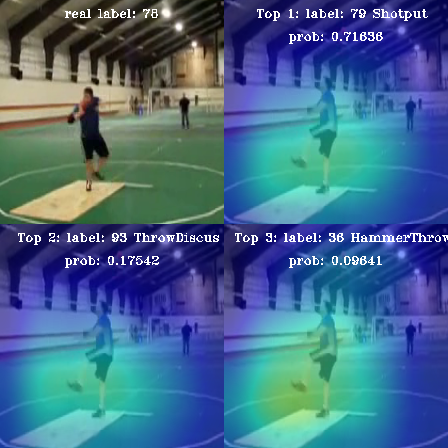 real label: 78
Top 1: label: 79 Shotput
prob: 0.71636
Top 2: label: 93 ThrowDiscus
prob: 0.17542
Top 3: label: 36 HammerThrow
prob: 0.09641